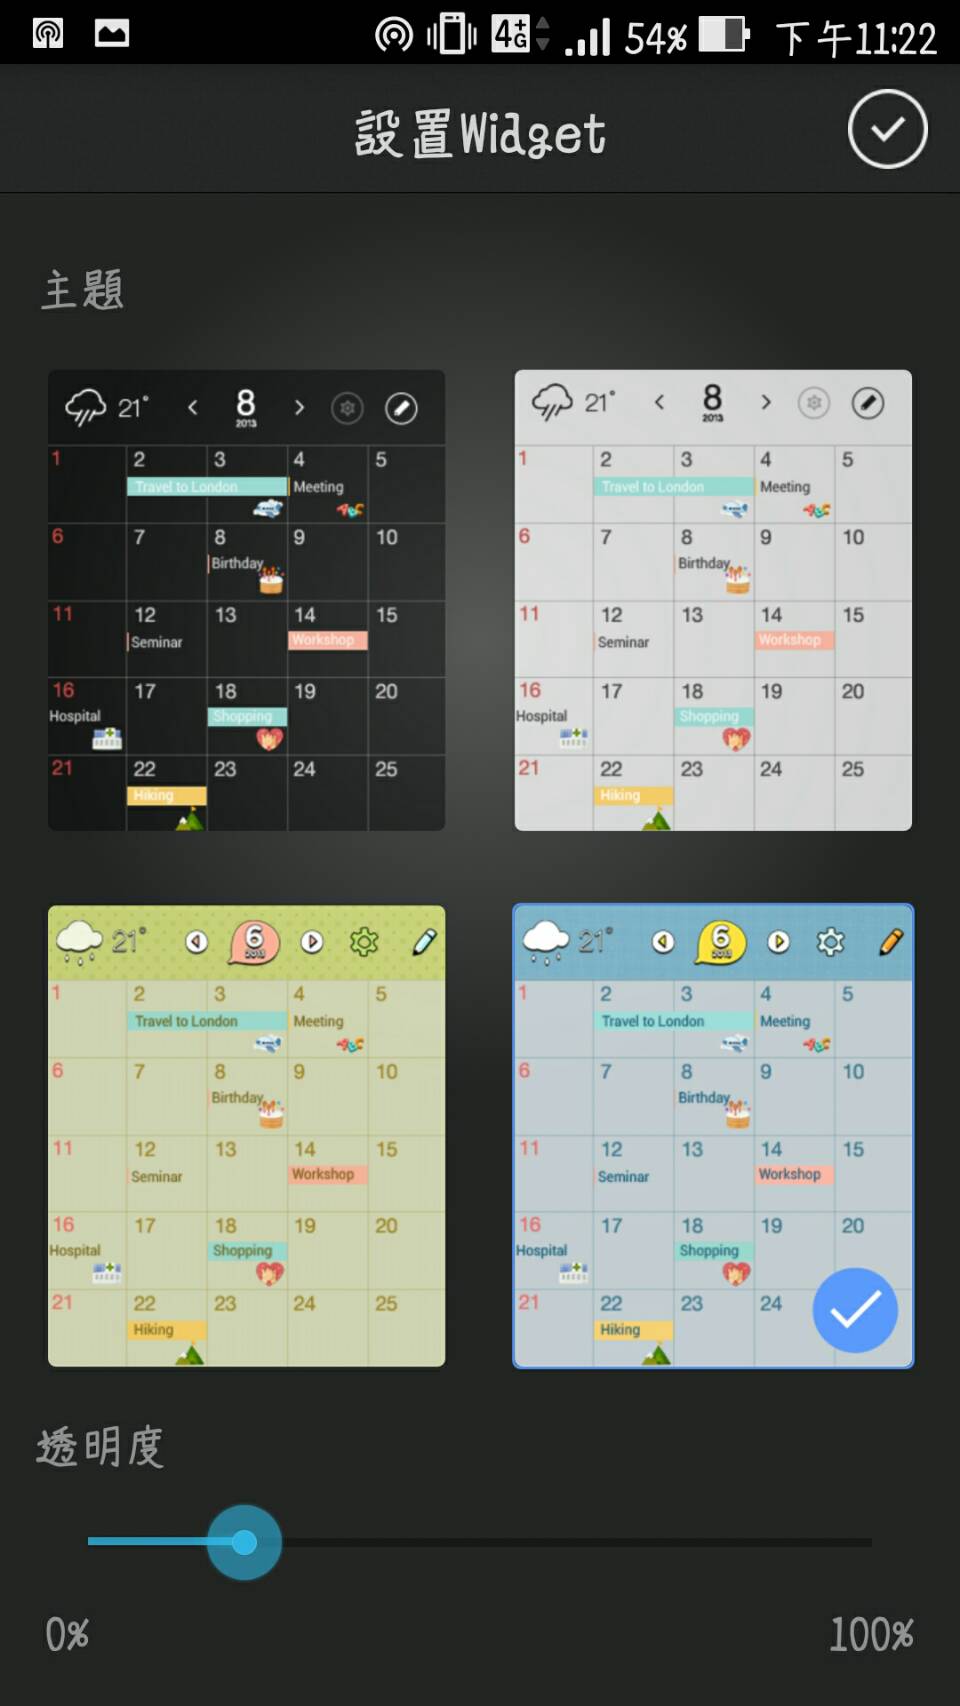 4+G 54% 下午11:22
設置Widget
主題
21° 8 2013
1 2 3 4 5
Travel to London Meeting
6 7 8 9 10
Birthday
11 12 13 14 15
Seminar Workshop
16 17 18 19 20
Hospital Shopping
21 22 23 24 25
Hiking
21° 8 2013
1 2 3 4 5
Travel to London Meeting
6 7 8 9 10
Birthday
11 12 13 14 15
Seminar Workshop
16 17 18 19 20
Hospital Shopping
21 22 23 24 25
Hiking
21° 6 2013
1 2 3 4 5
Travel to London Meeting
6 7 8 9 10
Birthday
11 12 13 14 15
Seminar Workshop
16 17 18 19 20
Hospital Shopping
21 22 23 24 25
Hiking
21° 6 2013
1 2 3 4 5
Travel to London Meeting
6 7 8 9 10
Birthday
11 12 13 14 15
Seminar Workshop
16 17 18 19 20
Hospital Shopping
21 22 23 24
Hiking
透明度
0% 100%